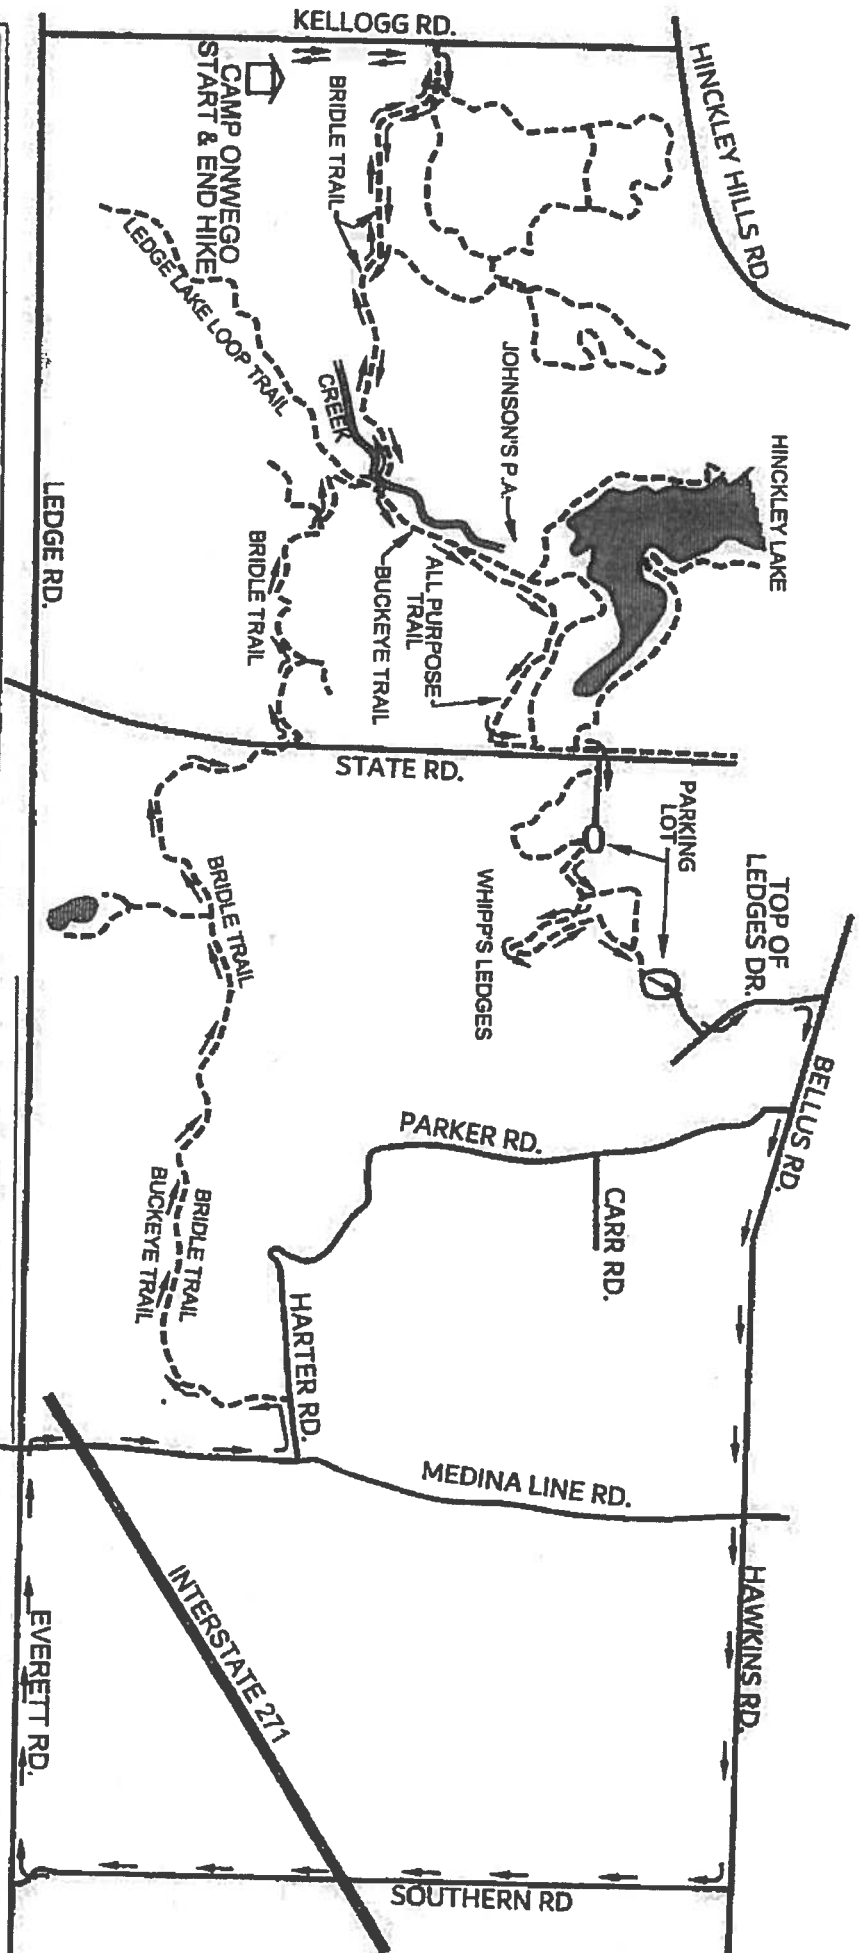 KELLOGG RD.
HINCKLEY HILLS RD.
CAMP ONWEGO
START & END HIKE
BRIDLE TRAIL
LEDGE LAKE LOOP TRAIL
CREEK
JOHNSON'S P.A.
HINCKLEY LAKE
LEDGE RD.
BRIDLE TRAIL
BUCKEYE TRAIL
ALL PURPOSE
TRAIL
STATE RD.
PARKING
LOT
WHIPP'S LEDGES
TOP OF
LEDGES DR.
BRIDLE TRAIL
BELLUS RD.
PARKER RD.
CARR RD.
BRIDLE TRAIL
BUCKEYE TRAIL
HARTER RD.
MEDINA LINE RD.
HAWKINS RD.
INTERSTATE 271
EVERETT RD.
SOUTHERN RD